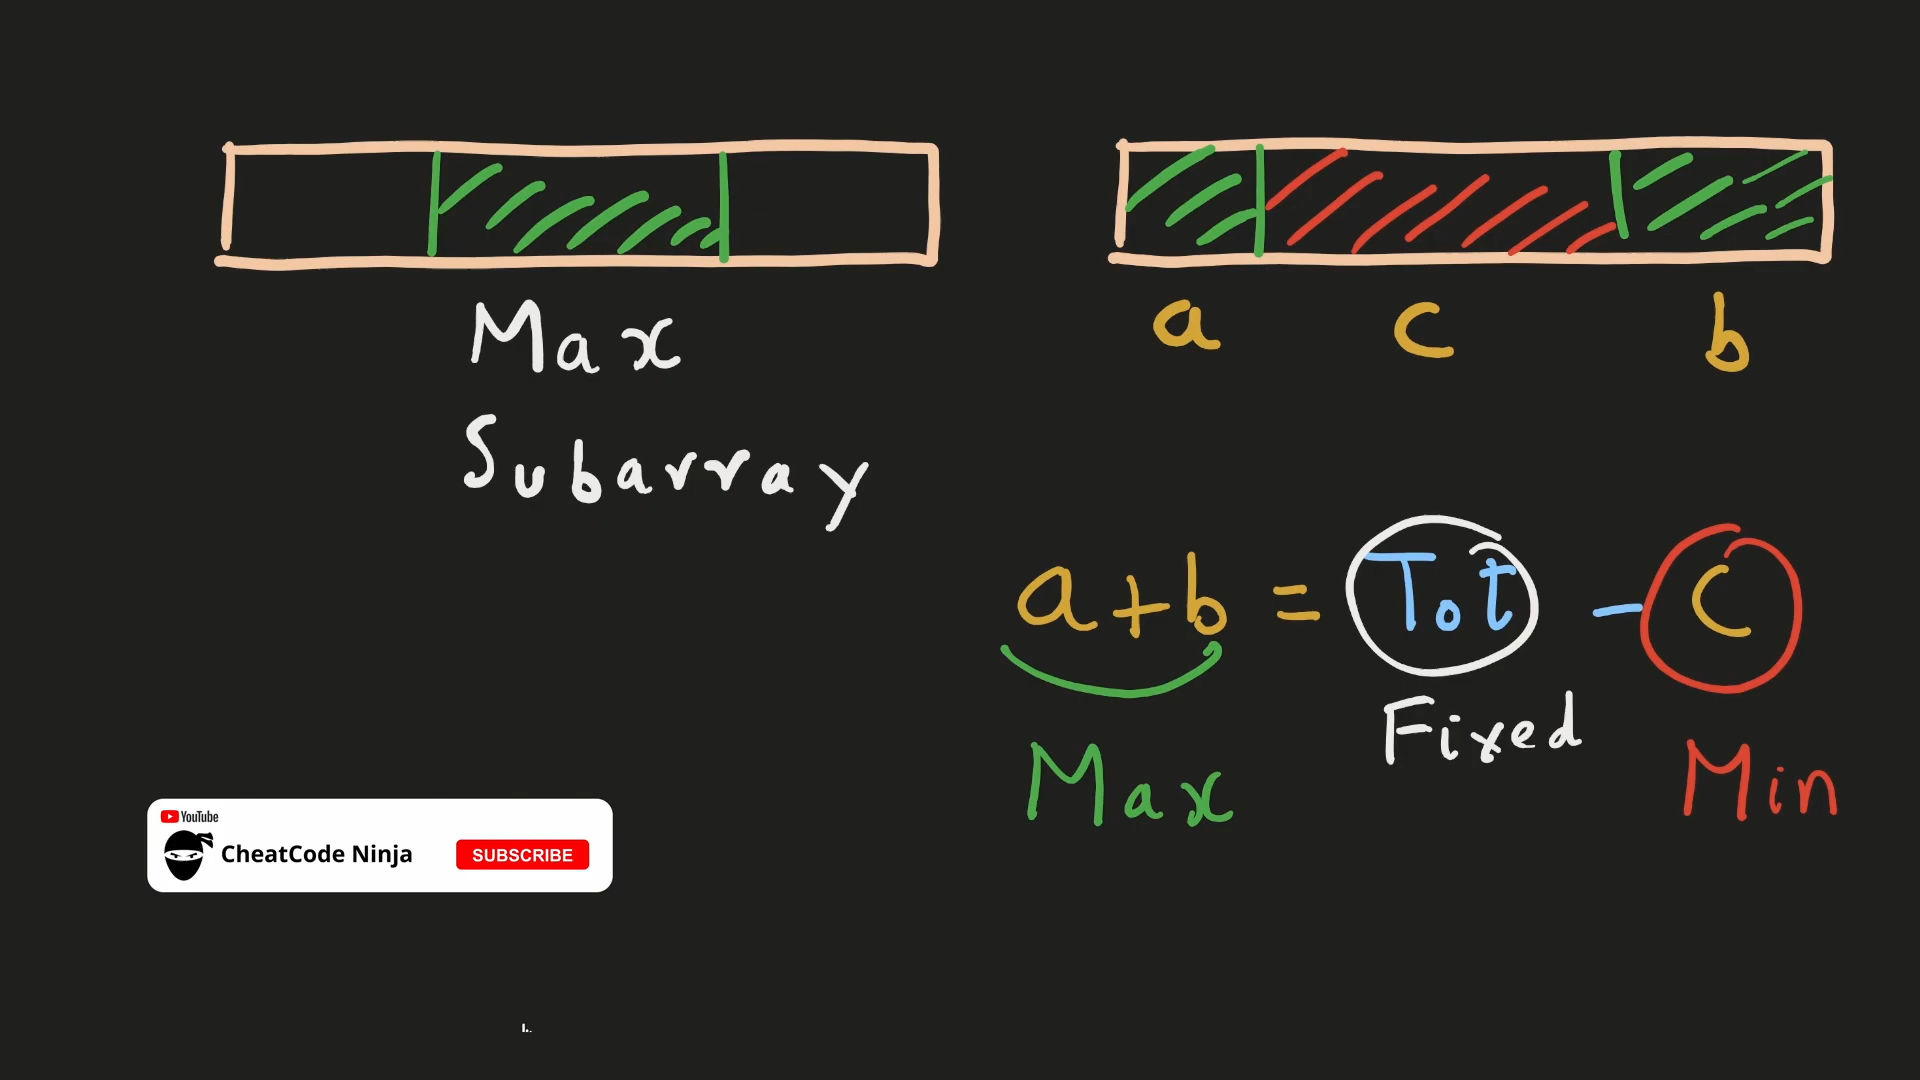 Max
Subarray
a c b
a+b = Tot - c
Fixed
Max
Min
YouTube
CheatCode Ninja
SUBSCRIBE